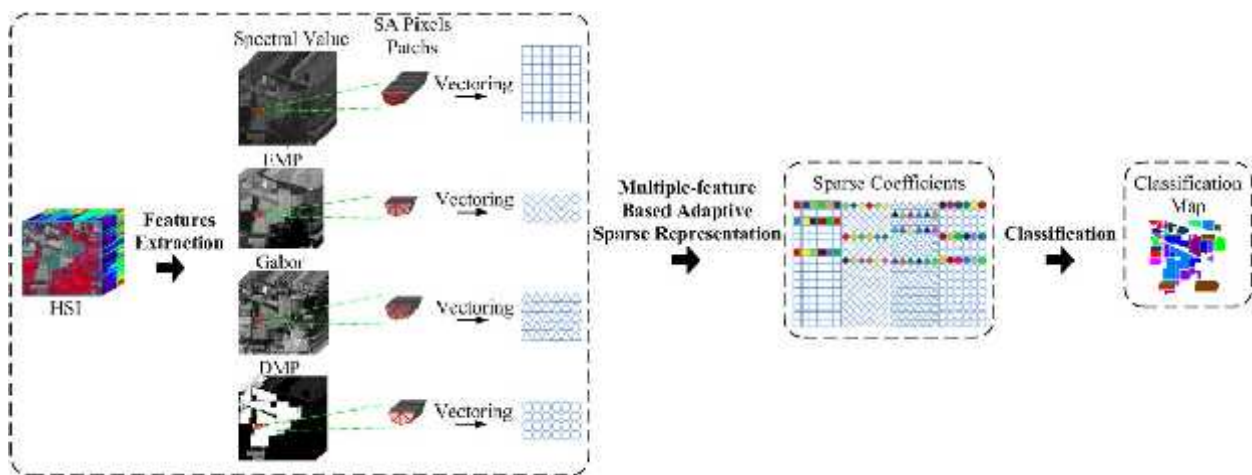 Spectral Value
SA Pixels
Patchs
Vectoring
EMP
Vectoring
Features
Extraction
HSI
Gabor
Vectoring
DMP
Vectoring
Multiple-feature
Based Adaptive
Sparse Representation
Sparse Coefficients
Classification
Classification
Map